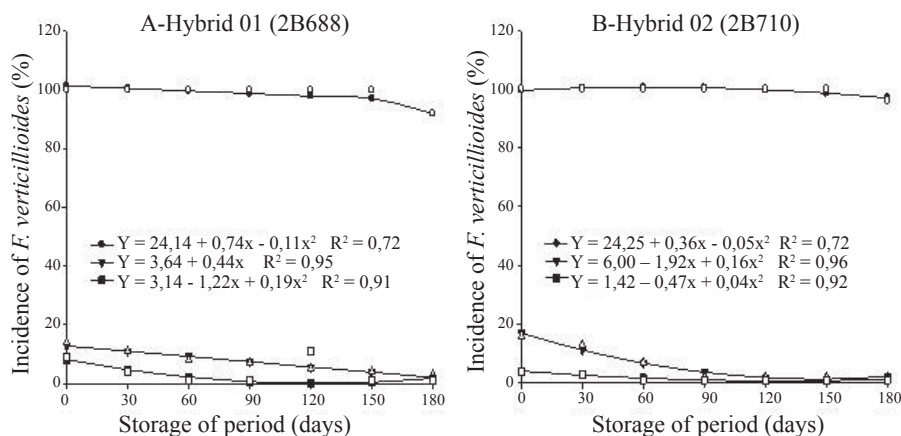 A-Hybrid 01 (2B688)
Incidence of F. verticillioides (%)
120
100
80
60
40
20
0
Y = 24,14 + 0,74x - 0,11x² R² = 0,72
Y = 3,64 + 0,44x R² = 0,95
Y = 3,14 - 1,22x + 0,19x² R² = 0,91
0 30 60 90 120 150 180
Storage of period (days)
B-Hybrid 02 (2B710)
Incidence of F. verticillioides (%)
120
100
80
60
40
20
0
Y = 24,25 + 0,36x - 0,05x² R² = 0,72
Y = 6,00 – 1,92x + 0,16x² R² = 0,96
Y = 1,42 – 0,47x + 0,04x² R² = 0,92
0 30 60 90 120 150 180
Storage of period (days)